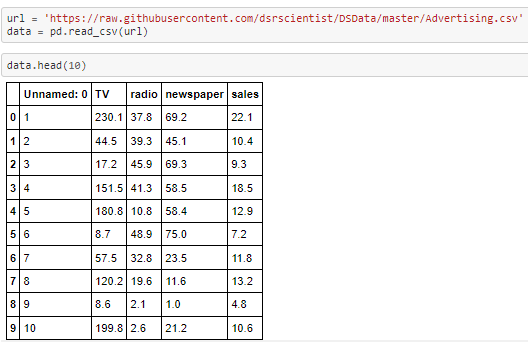 url = 'https://raw.githubusercontent.com/dsrscientist/DSData/master/Advertising.csv'
data = pd.read_csv(url)
data.head(10)
Unnamed: 0 TV radio newspaper sales
0 1 230.1 37.8 69.2 22.1
1 2 44.5 39.3 45.1 10.4
2 3 17.2 45.9 69.3 9.3
3 4 151.5 41.3 58.5 18.5
4 5 180.8 10.8 58.4 12.9
5 6 8.7 48.9 75.0 7.2
6 7 57.5 32.8 23.5 11.8
7 8 120.2 19.6 11.6 13.2
8 9 8.6 2.1 1.0 4.8
9 10 199.8 2.6 21.2 10.6